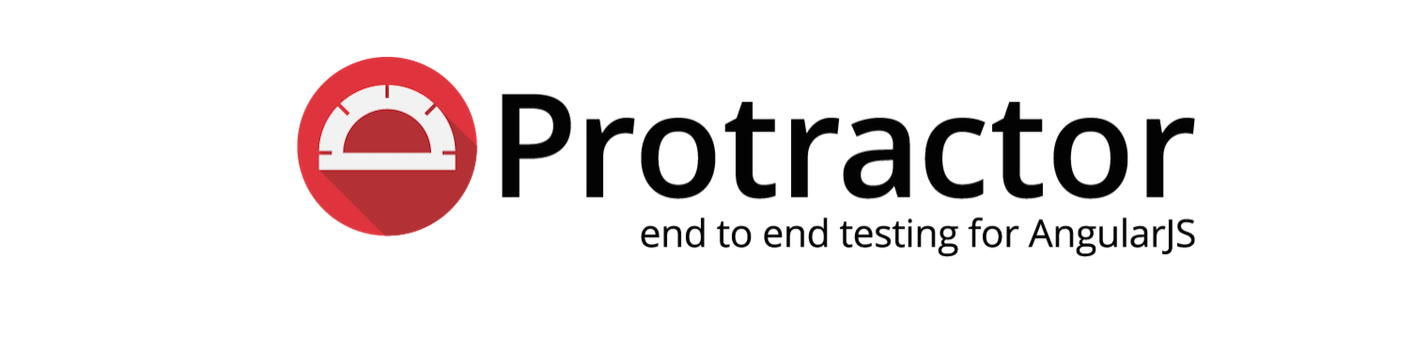 Protractor
end to end testing for AngularJS